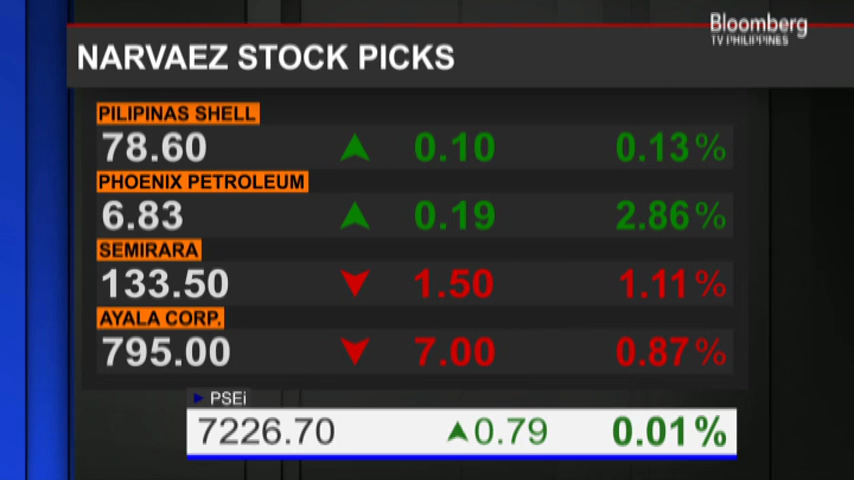 Bloomberg
TV PHILIPPINES
NARVAEZ STOCK PICKS
PILIPINAS SHELL
78.60 ▲ 0.10 0.13%
PHOENIX PETROLEUM
6.83 ▲ 0.19 2.86%
SEMIRARA
133.50 ▼ 1.50 1.11%
AYALA CORP.
795.00 ▼ 7.00 0.87%
PSEi
7226.70 ▲ 0.79 0.01%